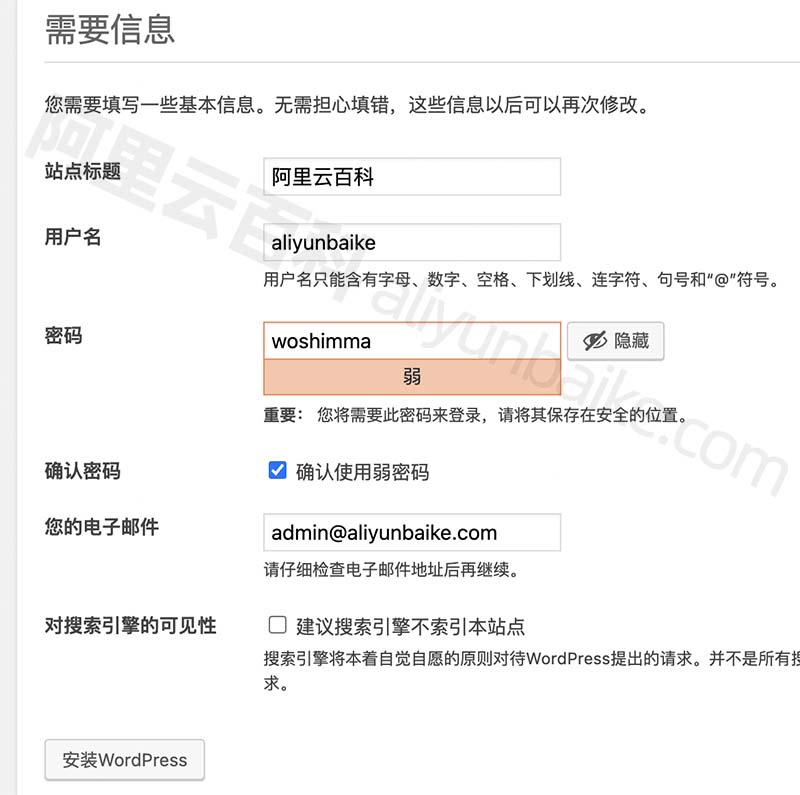 需要信息
您需要填写一些基本信息。无需担心填错，这些信息以后可以再次修改。
站点标题
阿里云百科
用户名
aliyunbaike
用户名只能含有字母、数字、空格、下划线、连字符、句号和“@”符号。
密码
woshimma
隐藏
弱
重要： 您将需要此密码来登录，请将其保存在安全的位置。
确认密码
确认使用弱密码
您的电子邮件
admin@aliyunbaike.com
请仔细检查电子邮件地址后再继续。
对搜索引擎的可见性
建议搜索引擎不索引本站点
搜索引擎将本着自觉自愿的原则对待WordPress提出的请求。并不是所有搜
求。
安装WordPress
阿里云百科 aliyunbaike.com